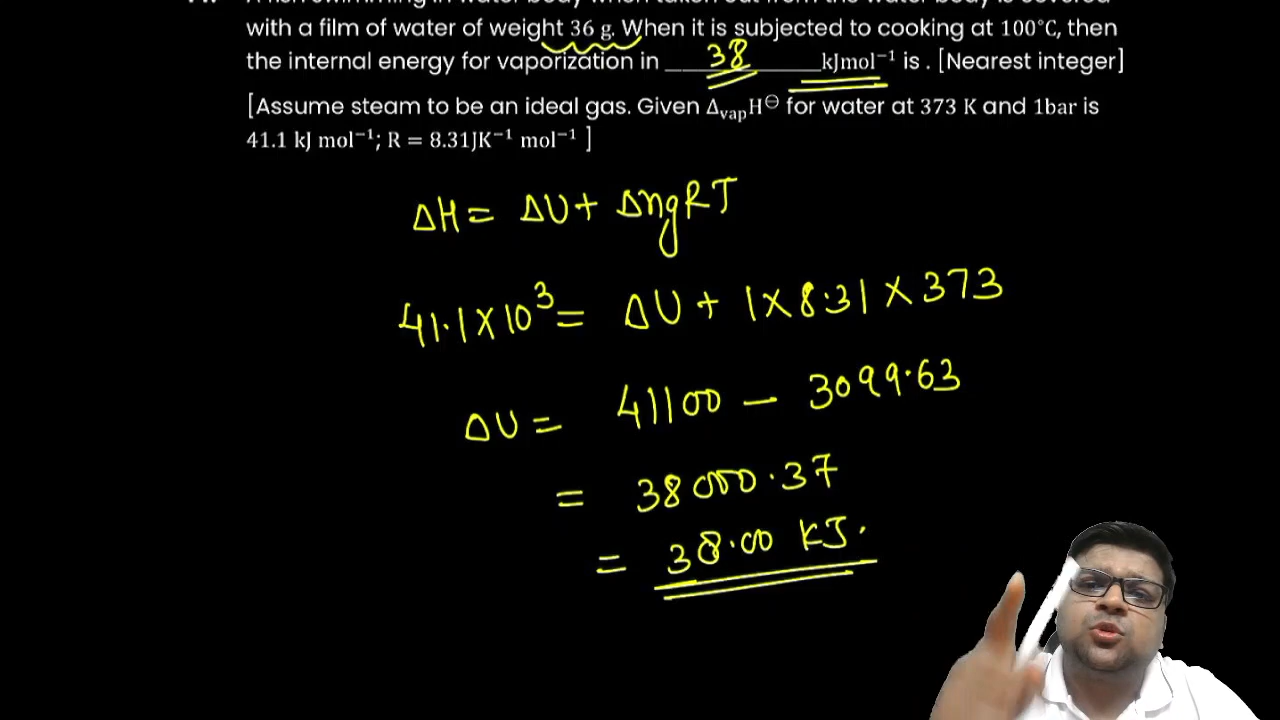 with a film of water of weight 36 g. When it is subjected to cooking at 100°C, then
the internal energy for vaporization in ____38____ kJmol⁻¹ is . [Nearest integer]
[Assume steam to be an ideal gas. Given Δ_vap H⊖ for water at 373 K and 1bar is
41.1 kJ mol⁻¹; R = 8.31JK⁻¹ mol⁻¹ ]
ΔH = ΔU + ΔngRT
41.1×10³ = ΔU + 1×8.31×373
ΔU = 41100 − 3099.63
= 38000.37
= 38.00 KJ.